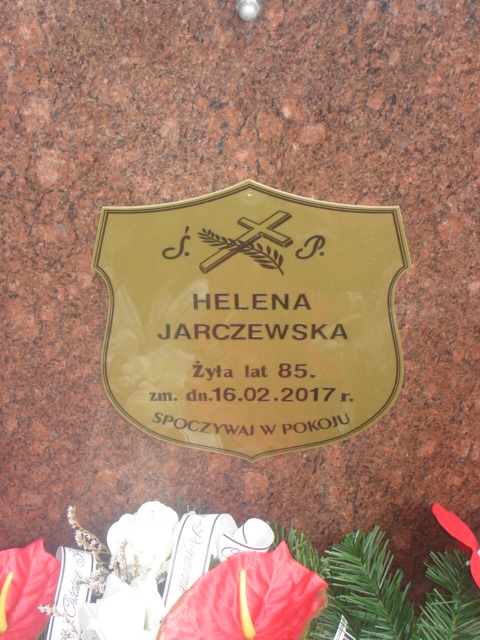 Ś. P.
HELENA
JARCZEWSKA
Żyła lat 85.
zm. dn.16.02.2017 r.
SPOCZYWAJ W POKOJU